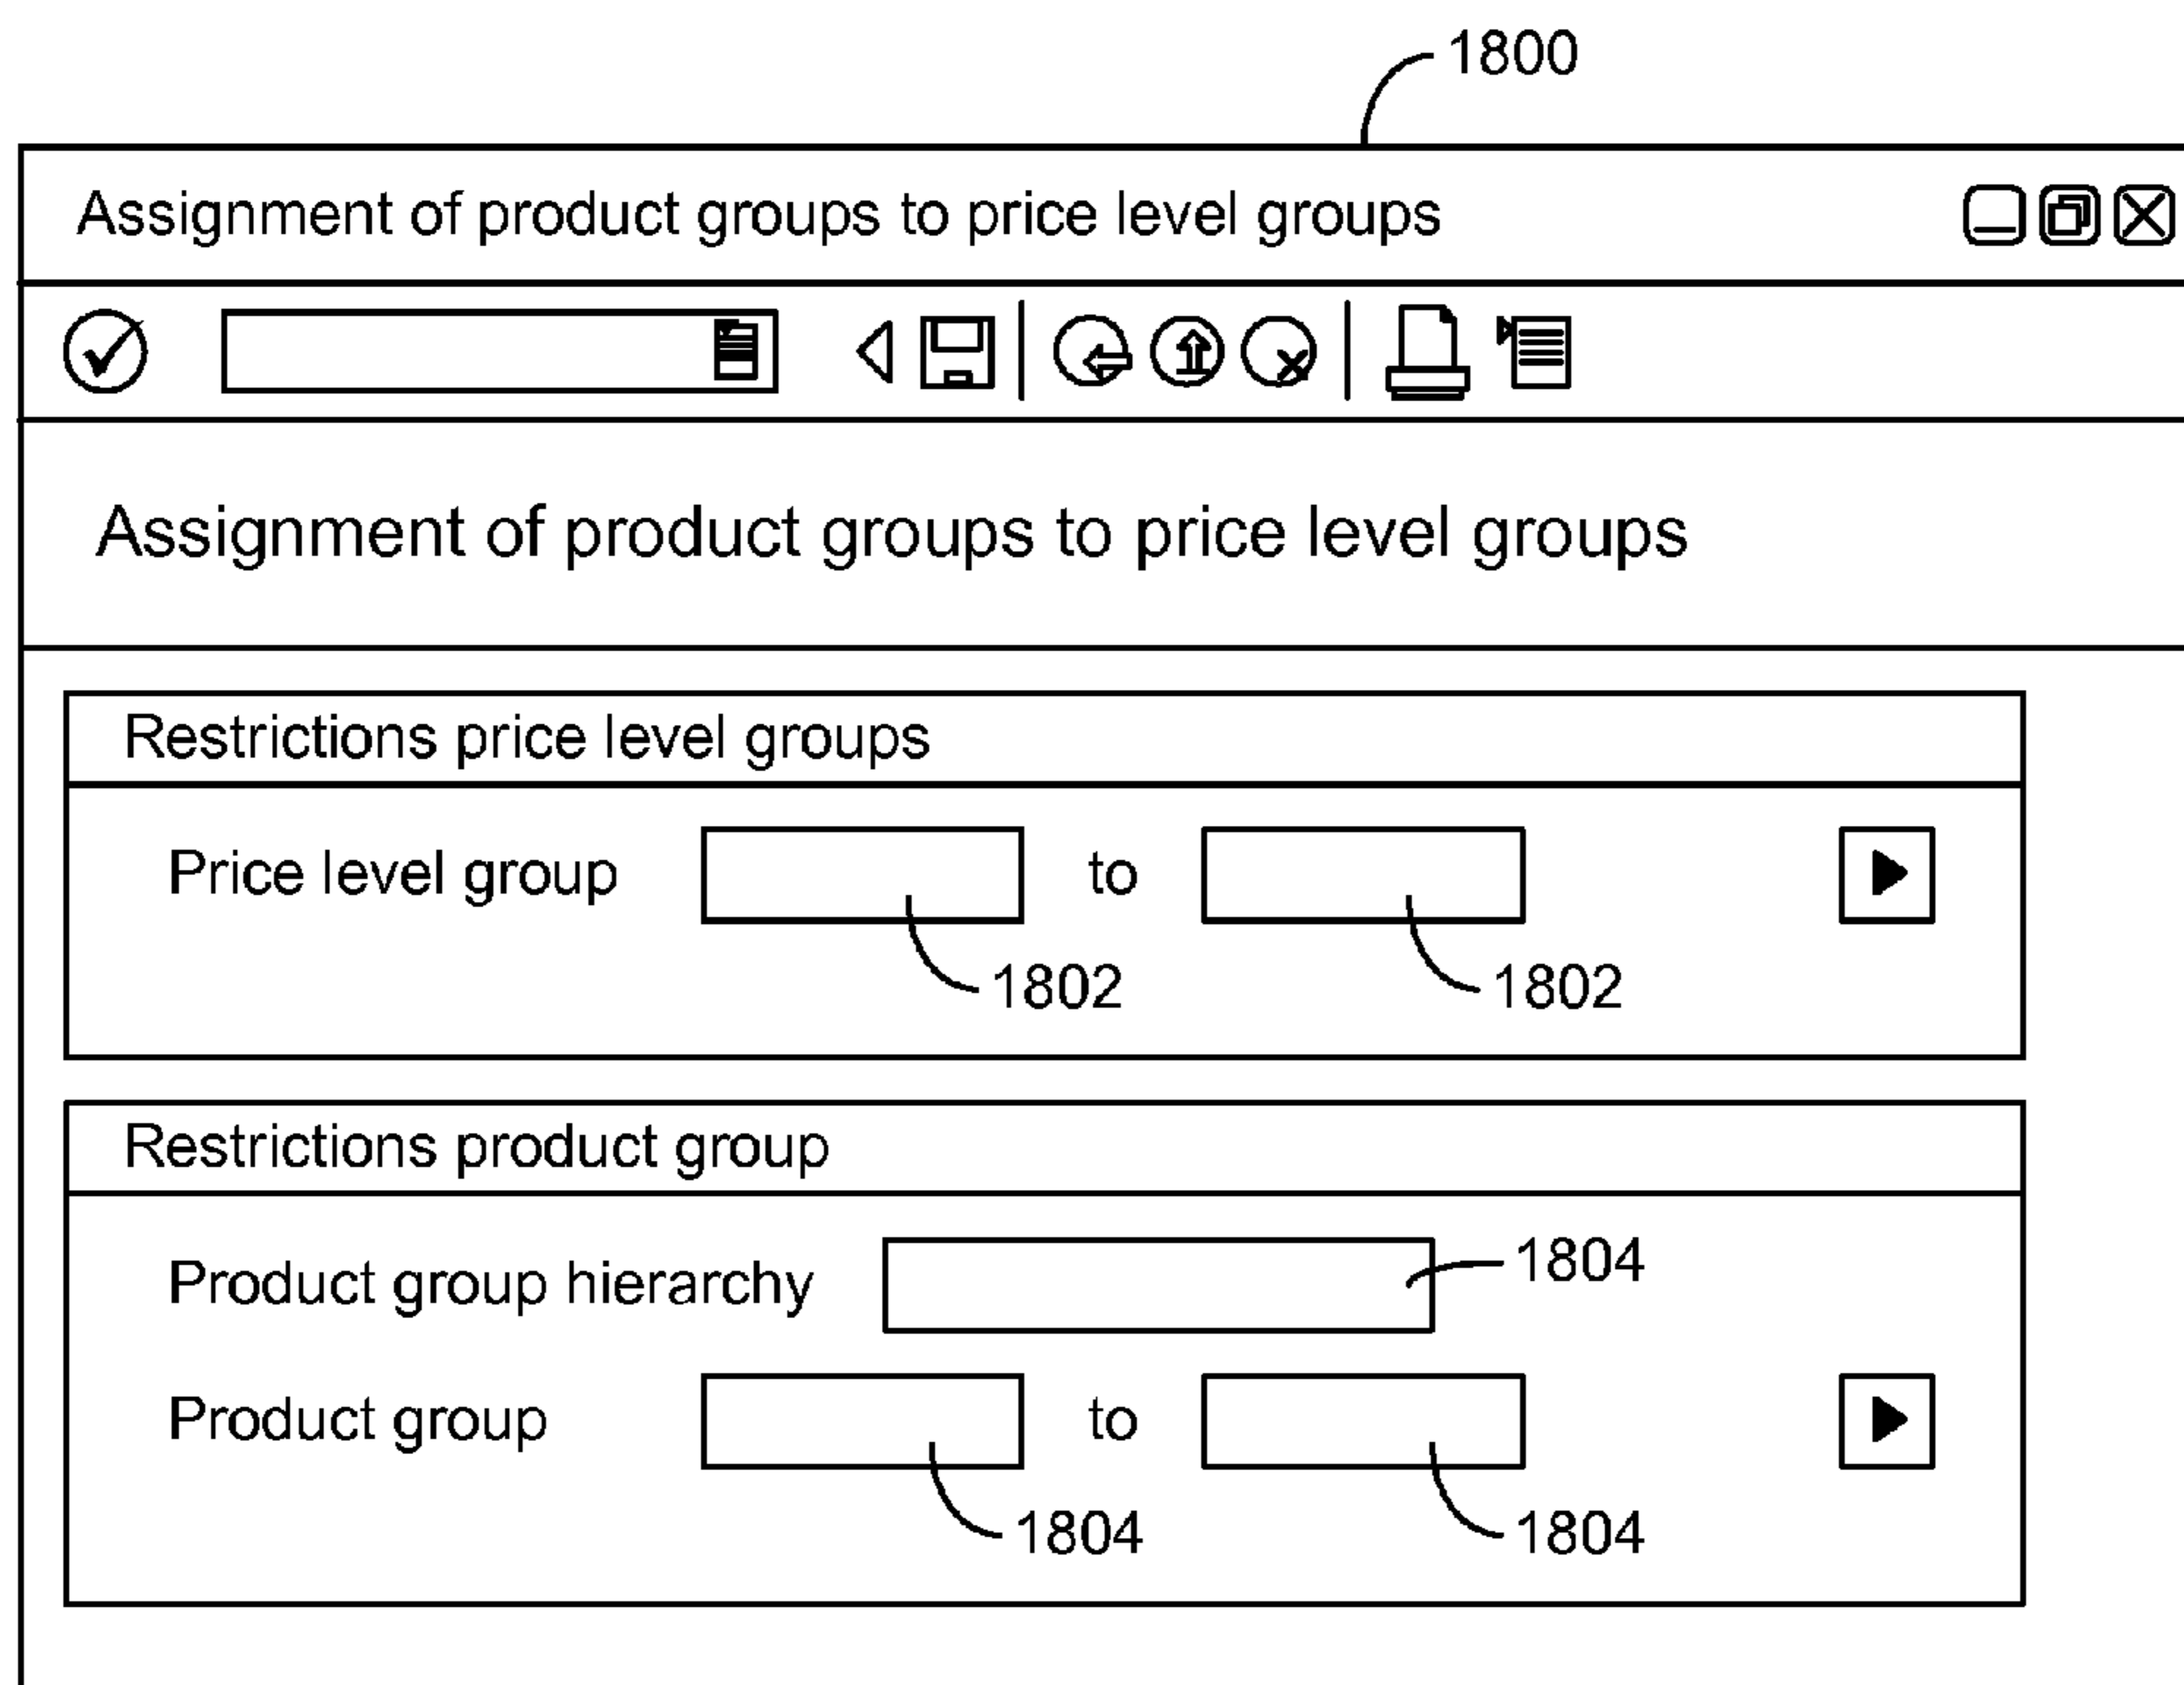 1800
Assignment of product groups to price level groups
Assignment of product groups to price level groups
Restrictions price level groups
Price level group to
1802 1802
Restrictions product group
Product group hierarchy 1804
Product group to
1804 1804